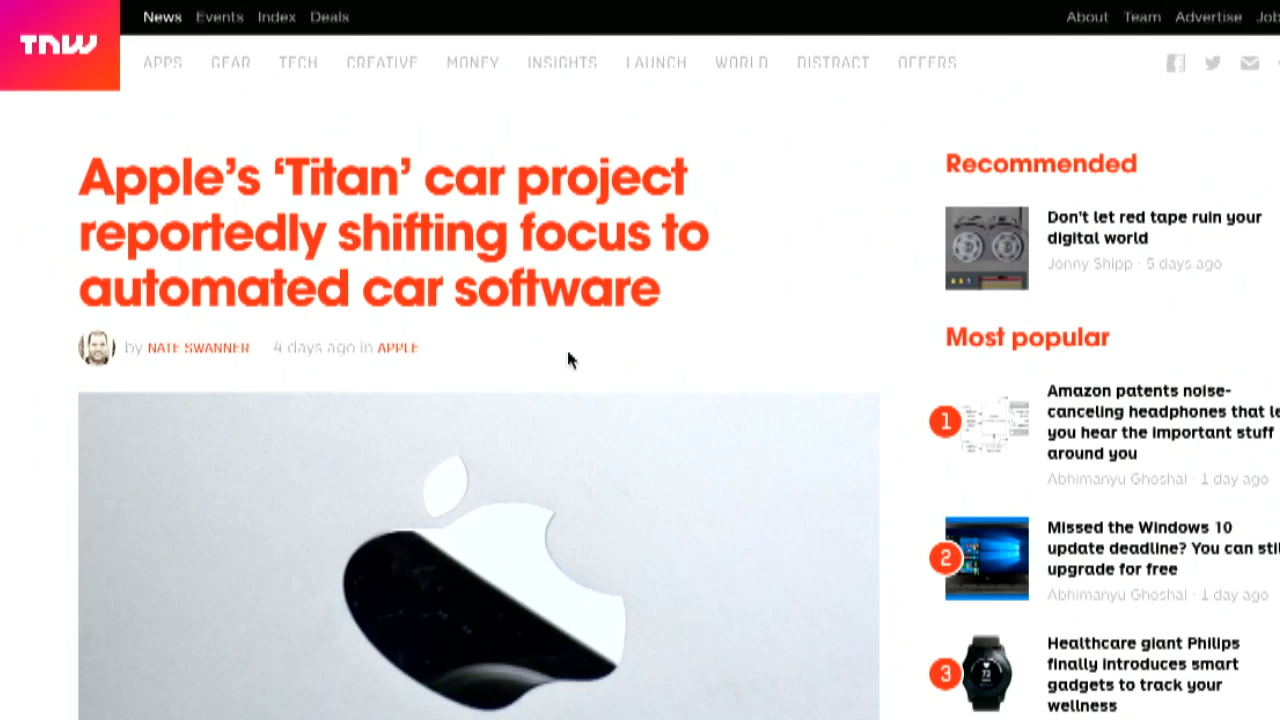 TNW
News Events Index Deals
About Team Advertise
APPS GEAR TECH CREATIVE MONEY INSIGHTS LAUNCH WORLD DISTRACT OFFERS
Apple's 'Titan' car project
reportedly shifting focus to
automated car software
by NATE SWANNER 4 days ago in APPLE
Recommended
Don't let red tape ruin your
digital world
Jonny Shipp · 5 days ago
Most popular
1
Amazon patents noise-
canceling headphones that
you hear the important stuff
around you
Abhimanyu Ghoshal · 1 day ago
2
Missed the Windows 10
update deadline? You can
upgrade for free
Abhimanyu Ghoshal · 1 day ago
3
Healthcare giant Philips
finally introduces smart
gadgets to track your
wellness